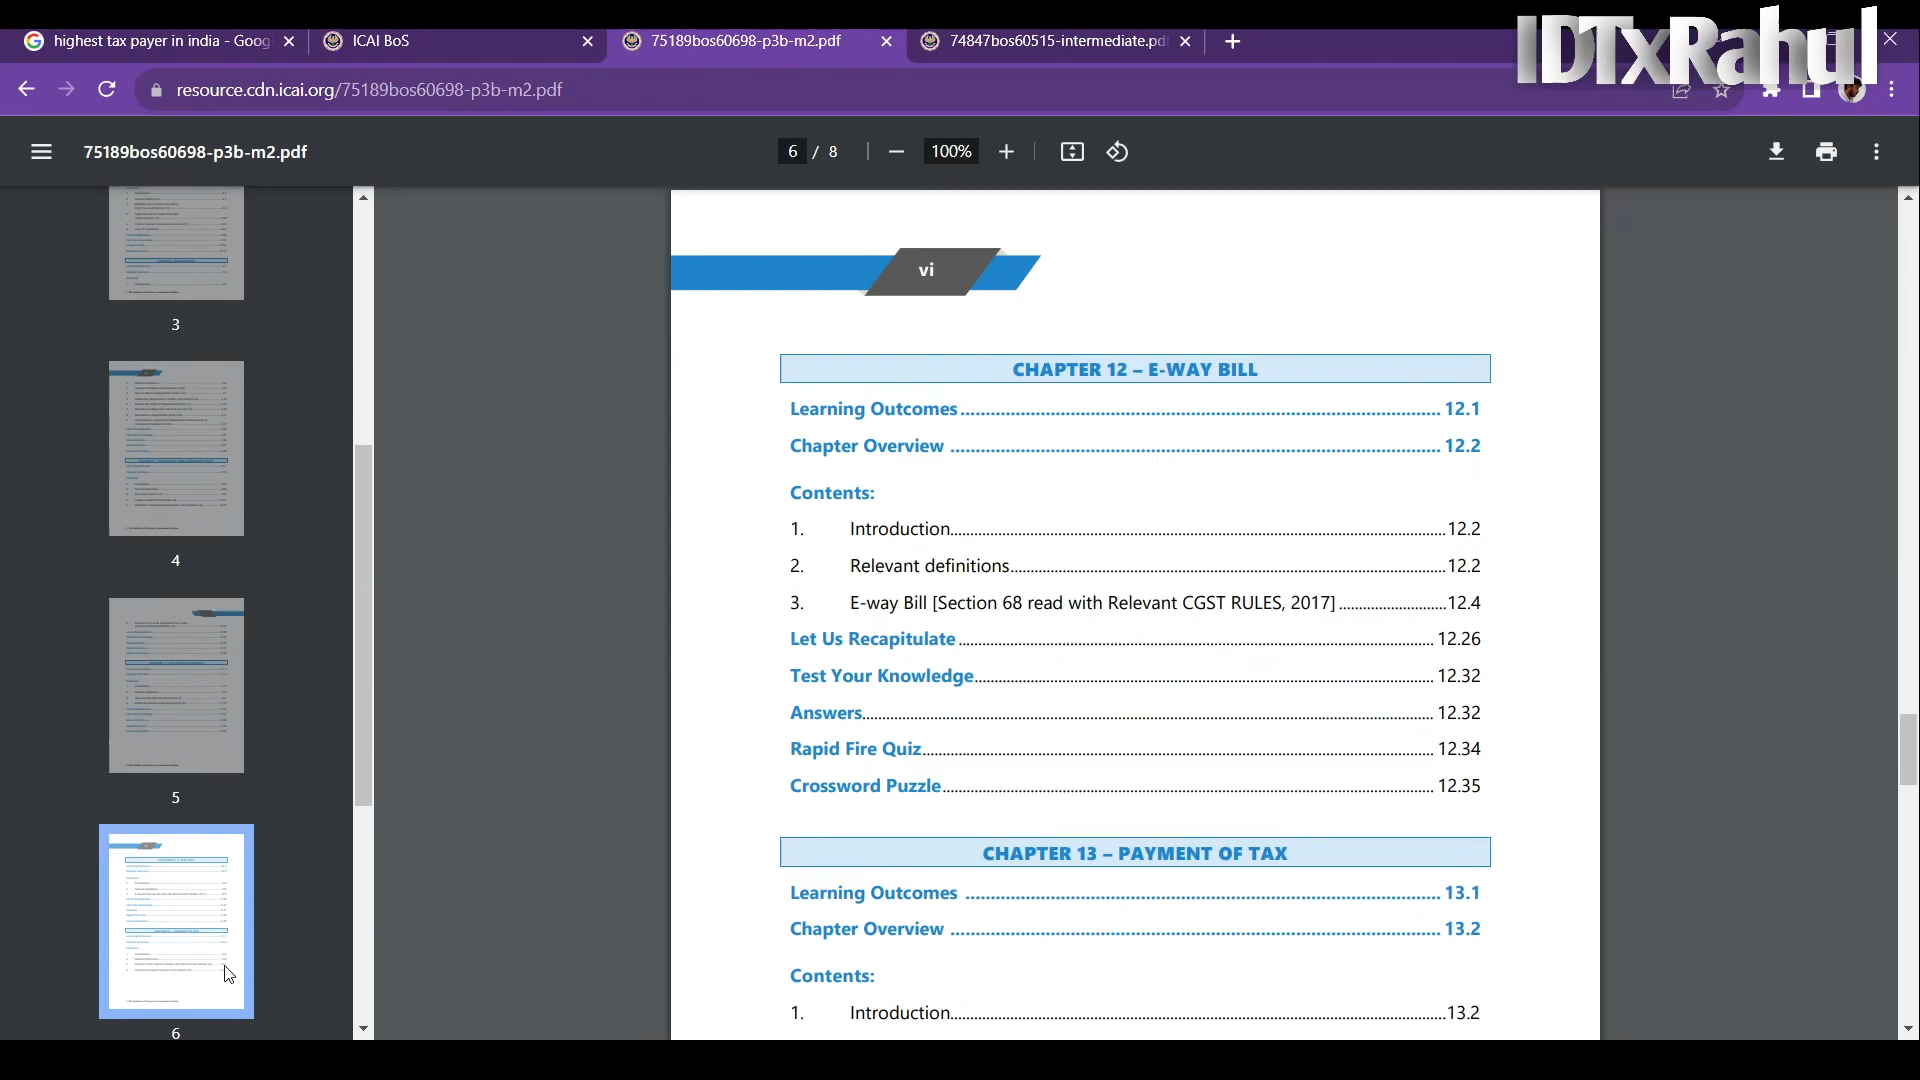 highest tax payer in india - Goog
ICAI BoS
75189bos60698-p3b-m2.pdf
74847bos60515-intermediate.pd
IDTxRahul
resource.cdn.icai.org/75189bos60698-p3b-m2.pdf
75189bos60698-p3b-m2.pdf
6 / 8
100%
3
4
5
6
vi
CHAPTER 12 – E-WAY BILL
Learning Outcomes 12.1
Chapter Overview 12.2
Contents:
1. Introduction 12.2
2. Relevant definitions 12.2
3. E-way Bill [Section 68 read with Relevant CGST RULES, 2017] 12.4
Let Us Recapitulate 12.26
Test Your Knowledge 12.32
Answers 12.32
Rapid Fire Quiz 12.34
Crossword Puzzle 12.35
CHAPTER 13 – PAYMENT OF TAX
Learning Outcomes 13.1
Chapter Overview 13.2
Contents:
1. Introduction 13.2